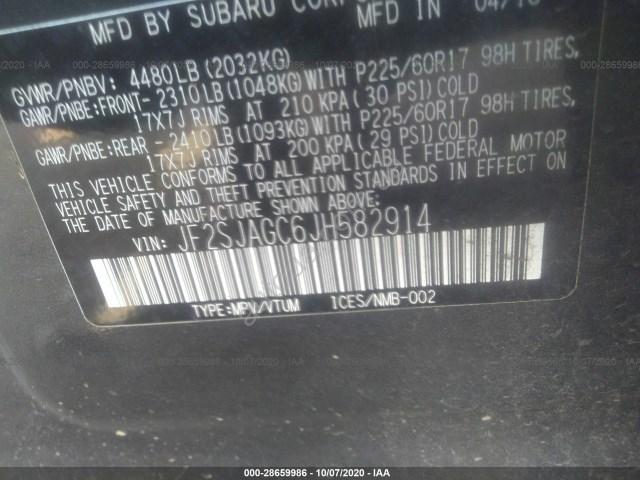 MFD BY SUBARU CORP
MFD IN 04/18
GVWR/PNBV: 4480LB (2032KG)
GAWR/PNBE:FRONT- 2310LB (1048KG)WITH P225/60R17 98H TIRES,
17X7J RIMS AT 210 KPA (30 PSI) COLD
GAWR/PNBE:REAR - 2410LB (1093KG)WITH P225/60R17 98H TIRES,
17X7J RIMS AT 200 KPA (29 PSI) COLD
THIS VEHICLE CONFORMS TO ALL APPLICABLE FEDERAL MOTOR
VEHICLE SAFETY AND THEFT PREVENTION STANDARDS IN EFFECT ON
THE DATE OF MANUFACTURE SHOWN ABOVE.
VIN: JF2SJAGC6JH582914
TYPE:MPV/VTUM ICES/NMB-002
000-28659986 - 10/07/2020 - IAA